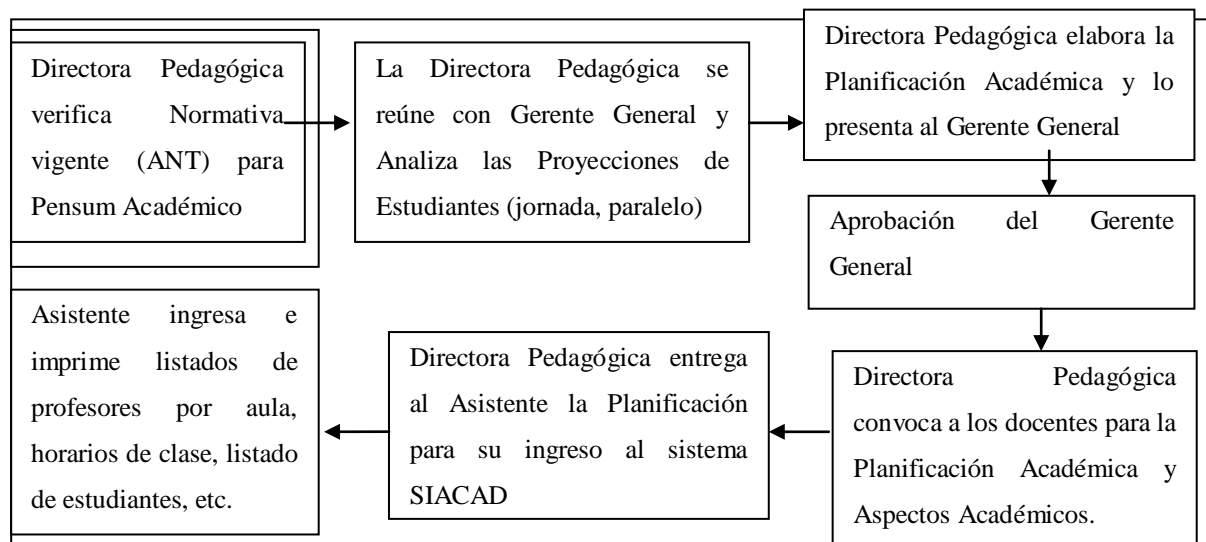 Directora Pedagógica
verifica Normativa
vigente (ANT) para
Pensum Académico
La Directora Pedagógica se
reúne con Gerente General y
Analiza las Proyecciones de
Estudiantes (jornada, paralelo)
Directora Pedagógica elabora la
Planificación Académica y lo
presenta al Gerente General
Aprobación del Gerente
General
Directora Pedagógica
convoca a los docentes para la
Planificación Académica y
Aspectos Académicos.
Directora Pedagógica entrega
al Asistente la Planificación
para su ingreso al sistema
SIACAD
Asistente ingresa e
imprime listados de
profesores por aula,
horarios de clase, listado
de estudiantes, etc.